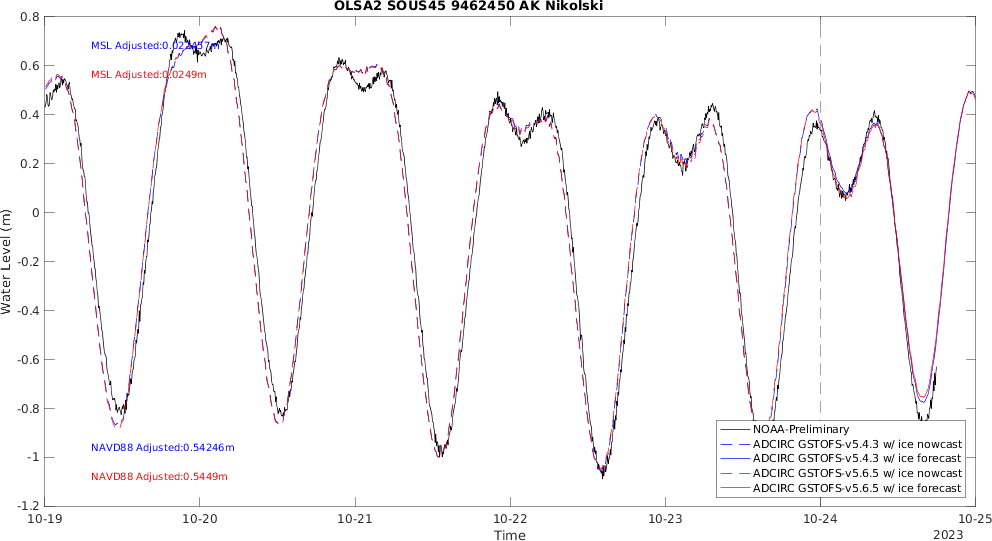 OLSA2 SOUS45 9462450 AK Nikolski
0.8
0.6
0.4
0.2
0
-0.2
-0.4
-0.6
-0.8
-1
-1.2
Water Level (m)
MSL Adjusted:0.022457m
MSL Adjusted:0.0249m
NAVD88 Adjusted:0.54246m
NAVD88 Adjusted:0.5449m
NOAA-Preliminary
ADCIRC GSTOFS-v5.4.3 w/ ice nowcast
ADCIRC GSTOFS-v5.4.3 w/ ice forecast
ADCIRC GSTOFS-v5.6.5 w/ ice nowcast
ADCIRC GSTOFS-v5.6.5 w/ ice forecast
10-19
10-20
10-21
10-22
10-23
10-24
10-25
Time
2023